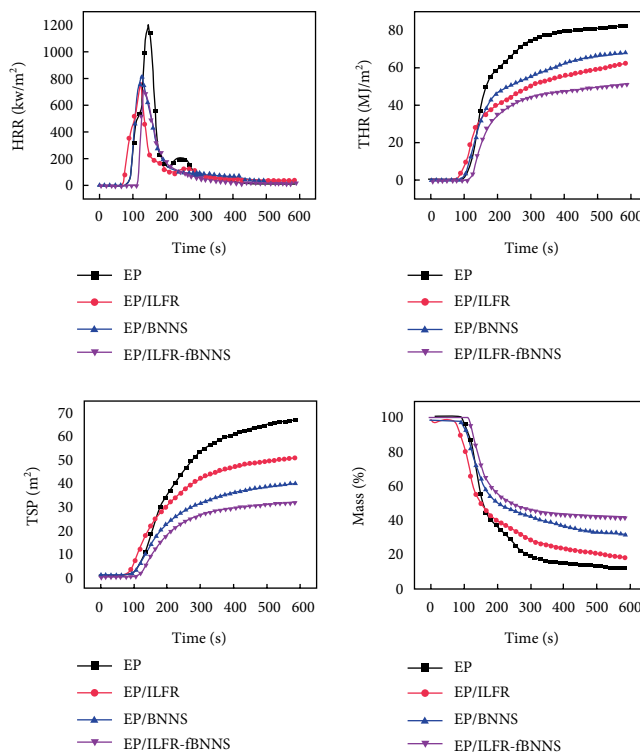 1200
1000
800
600
400
200
0
HRR (kw/m²)
0 100 200 300 400 500 600
Time (s)
EP
EP/ILFR
EP/BNNS
EP/ILFR-fBNNS
80
60
40
20
0
THR (MJ/m²)
0 100 200 300 400 500 600
Time (s)
EP
EP/ILFR
EP/BNNS
EP/ILFR-fBNNS
70
60
50
40
30
20
10
0
TSP (m²)
0 100 200 300 400 500 600
Time (s)
EP
EP/ILFR
EP/BNNS
EP/ILFR-fBNNS
100
80
60
40
20
0
Mass (%)
0 100 200 300 400 500 600
Time (s)
EP
EP/ILFR
EP/BNNS
EP/ILFR-fBNNS